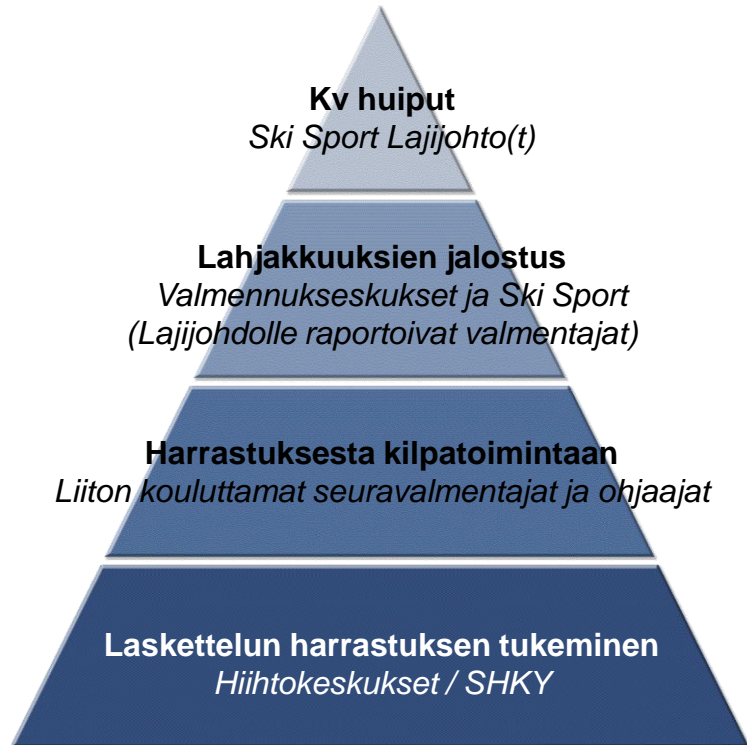 Kv huiput
Ski Sport Lajijohto(t)
Lahjakkuuksien jalostus
Valmennukseskukset ja Ski Sport
(Lajijohdolle raportoivat valmentajat)
Harrastuksesta kilpatoimintaan
Liiton kouluttamat seuravalmentajat ja ohjaajat
Laskettelun harrastuksen tukeminen
Hiihtokeskukset / SHKY